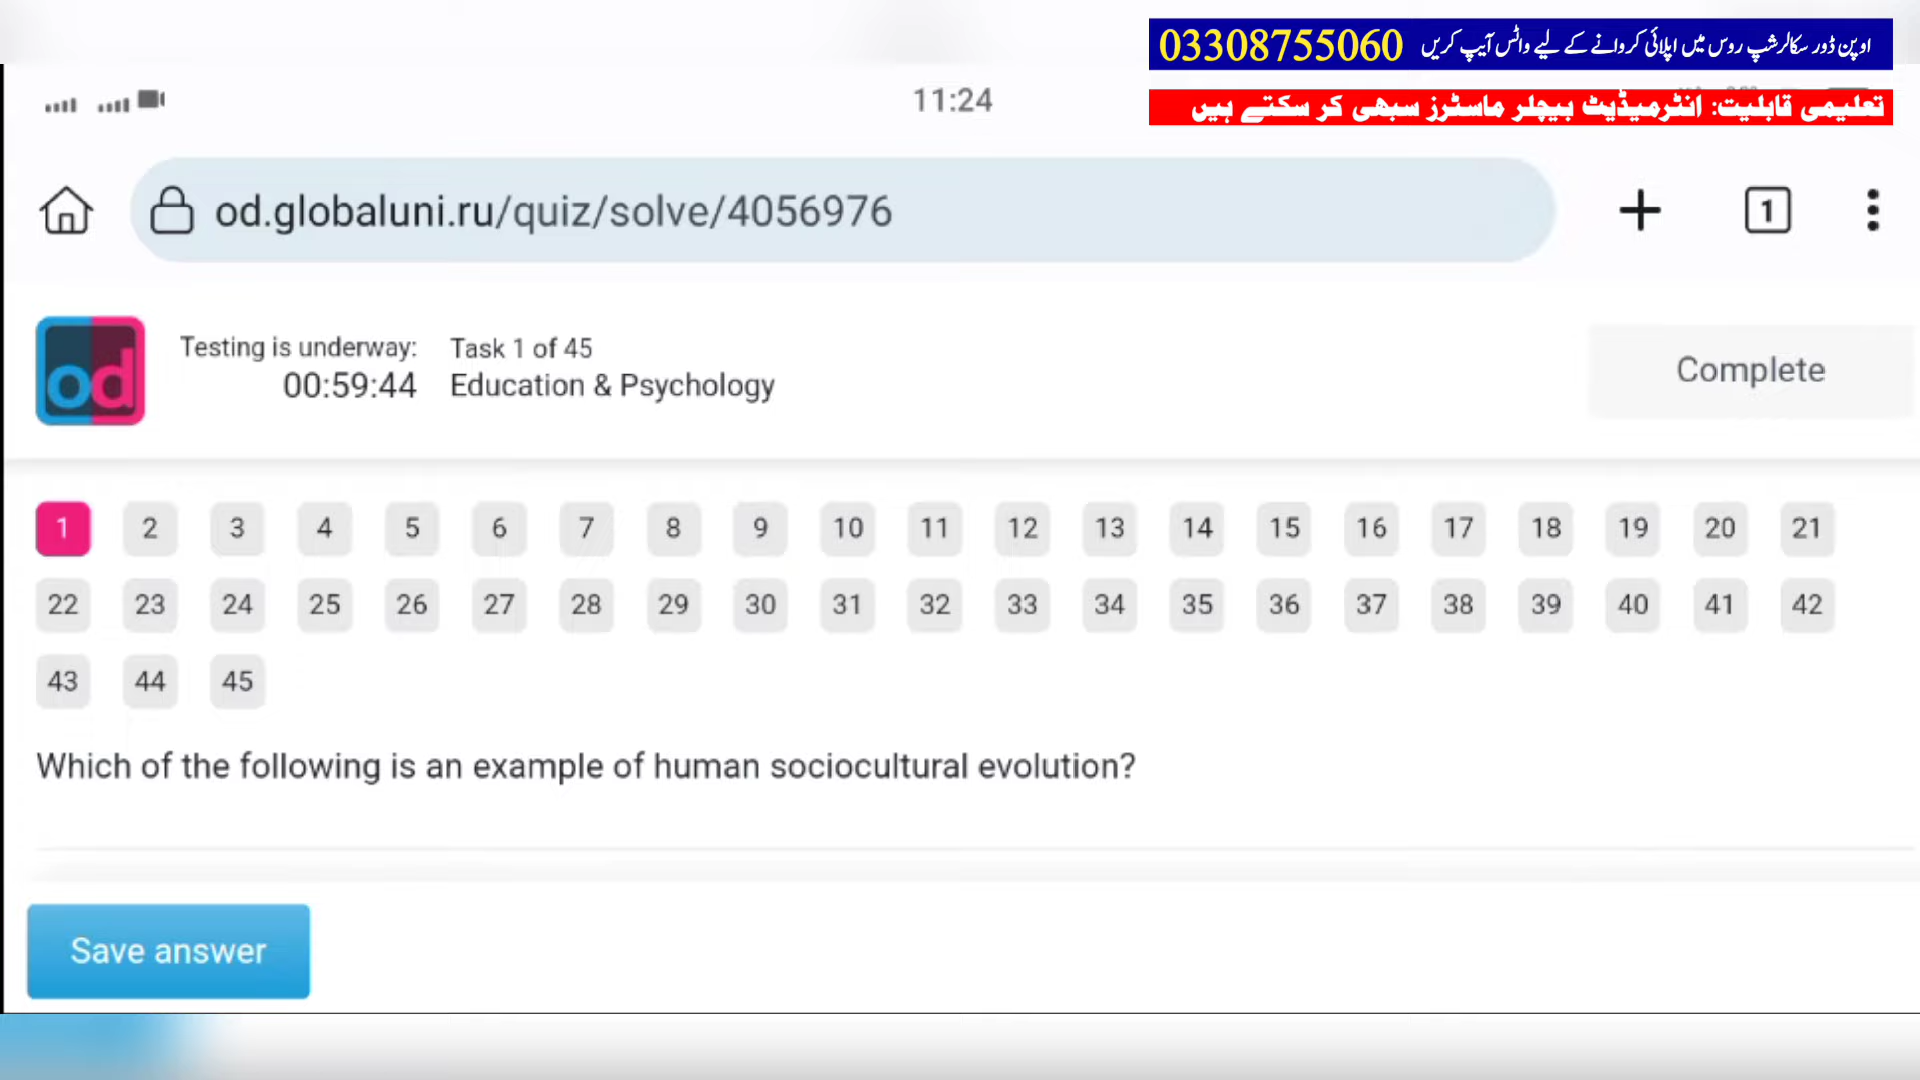 03308755060 اوپن ڈور سکالرشپ روس میں اپلائی کروانے کے لیے واٹس آیپ کریں
11:24
تعلیمی قابلیت: انٹرمیڈیٹ بیچلر ماسٹرز سبھی کر سکتے ہیں
od.globaluni.ru/quiz/solve/4056976
1
od
Testing is underway: Task 1 of 45
00:59:44 Education & Psychology
Complete
1 2 3 4 5 6 7 8 9 10 11 12 13 14 15 16 17 18 19 20 21
22 23 24 25 26 27 28 29 30 31 32 33 34 35 36 37 38 39 40 41 42
43 44 45
Which of the following is an example of human sociocultural evolution?
Save answer